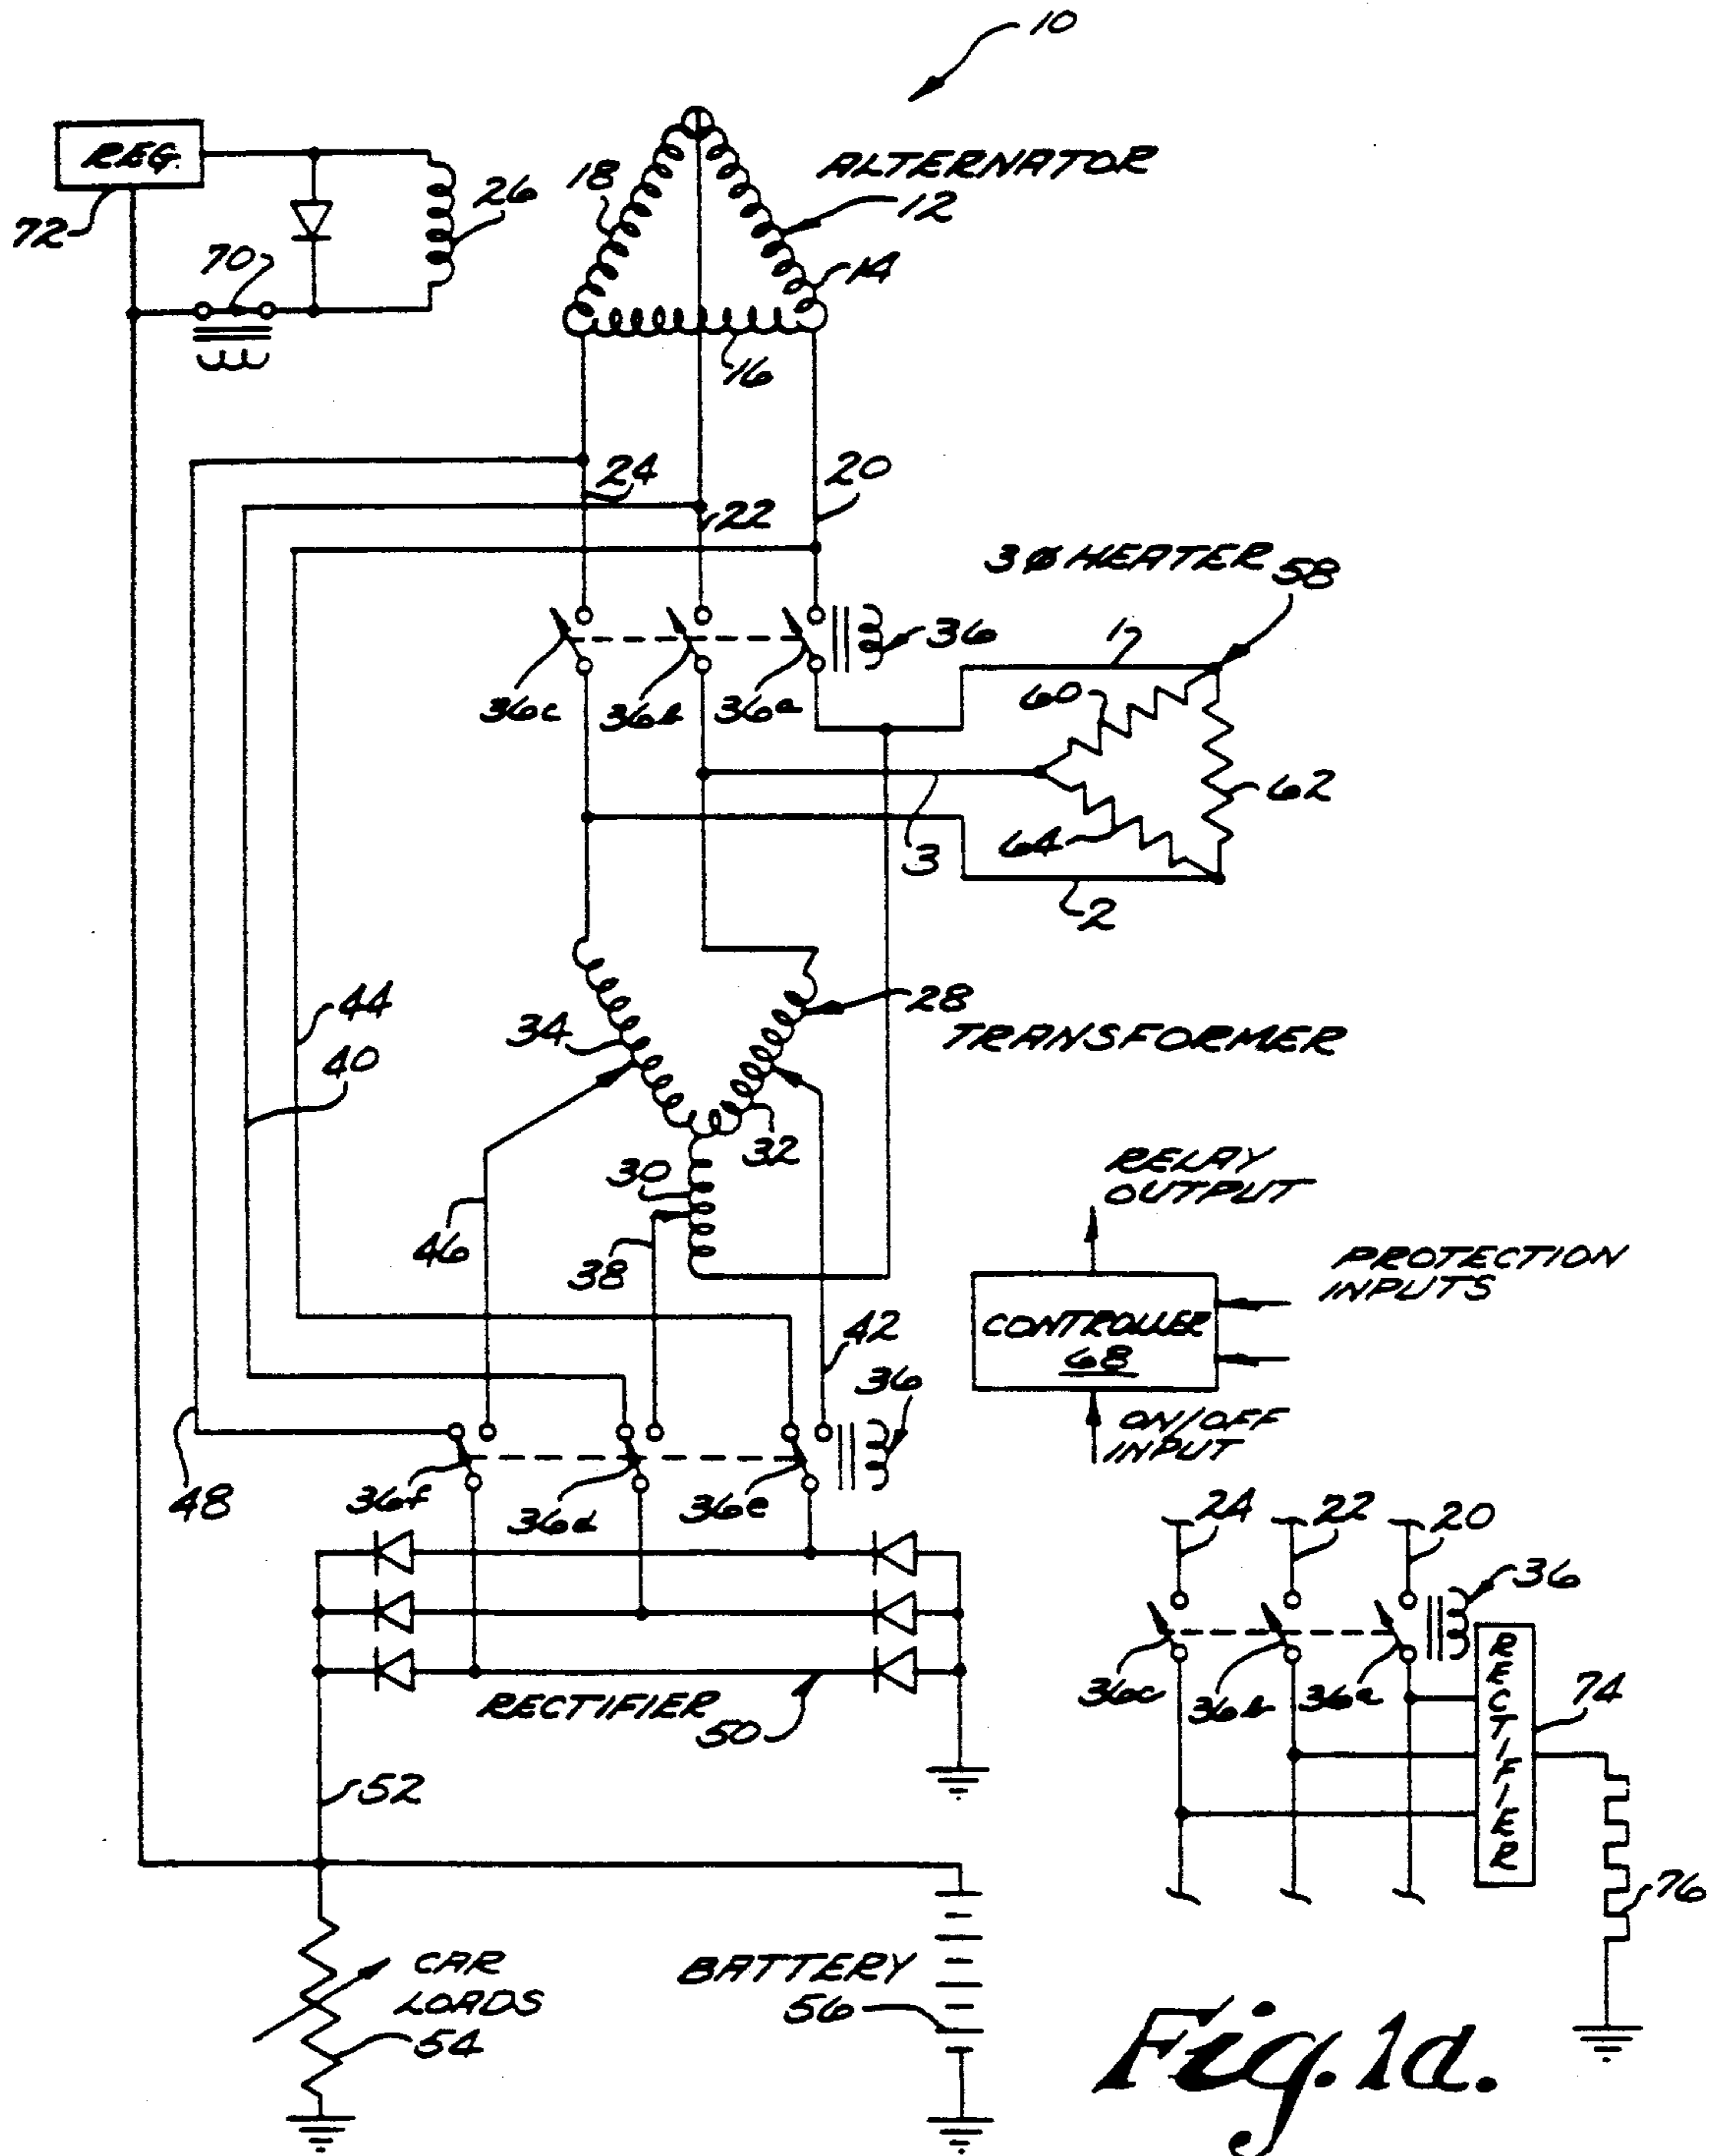 10
REG.
72
70
26
18
ALTERNATOR
12
14
16
24
22
20
3ø HEATER
58
36
36c
36b
36a
1
60
62
64
3
2
44
40
34
28
TRANSFORMER
32
30
46
38
42
36
48
36f
36d
36e
RELAY
OUTPUT
PROTECTION
INPUTS
CONTROLLER
68
ON/OFF
INPUT
RECTIFIER
50
52
24
22
20
36
36c
36b
36a
RECTIFIER
74
76
CAR
LOADS
54
BATTERY
56
Fig. 1a.